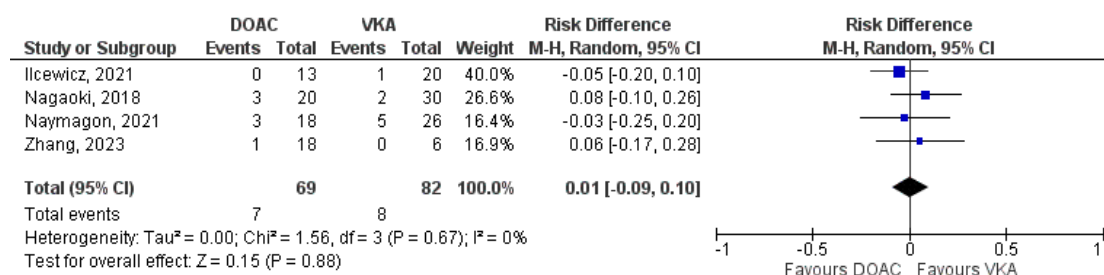 DOAC VKA Risk Difference Risk Difference
Study or Subgroup Events Total Events Total Weight M-H, Random, 95% CI M-H, Random, 95% CI
Ilcewicz, 2021 0 13 1 20 40.0% -0.05 [-0.20, 0.10]
Nagaoki, 2018 3 20 2 30 26.6% 0.08 [-0.10, 0.26]
Naymagon, 2021 3 18 5 26 16.4% -0.03 [-0.25, 0.20]
Zhang, 2023 1 18 0 6 16.9% 0.06 [-0.17, 0.28]
Total (95% CI) 69 82 100.0% 0.01 [-0.09, 0.10]
Total events 7 8
Heterogeneity: Tau² = 0.00; Chi² = 1.56, df = 3 (P = 0.67); I² = 0%
Test for overall effect: Z = 0.15 (P = 0.88)
-1 -0.5 0 0.5 1
Favours DOAC Favours VKA